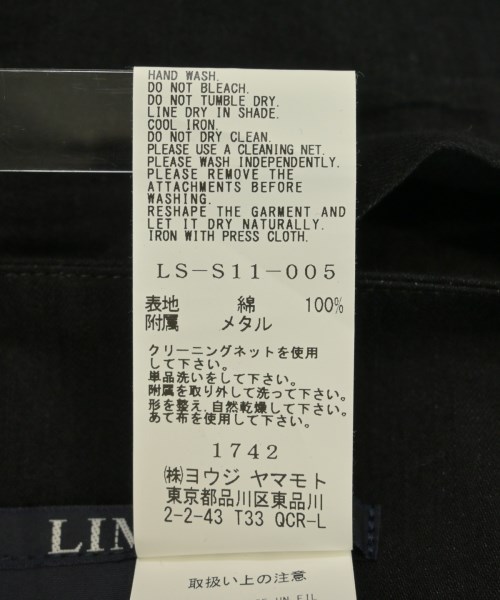 HAND WASH.
DO NOT BLEACH.
DO NOT TUMBLE DRY.
LINE DRY IN SHADE.
COOL IRON.
DO NOT DRY CLEAN.
PLEASE USE A CLEANING NET.
PLEASE WASH INDEPENDENTLY.
PLEASE REMOVE THE
ATTACHMENTS BEFORE
WASHING.
RESHAPE THE GARMENT AND
LET IT DRY NATURALLY.
IRON WITH PRESS CLOTH.
LS-S11-005
表地 綿 100%
附属 メタル
クリーニングネットを使用
して下さい。
単品洗いをして下さい。
附属を取り外して洗って下さい。
形を整え、自然乾燥して下さい。
あて布を使用して下さい。
1742
㈱ヨウジ ヤマモト
東京都品川区東品川
2-2-43 T33 QCR-L
LIM
取扱い上の注意